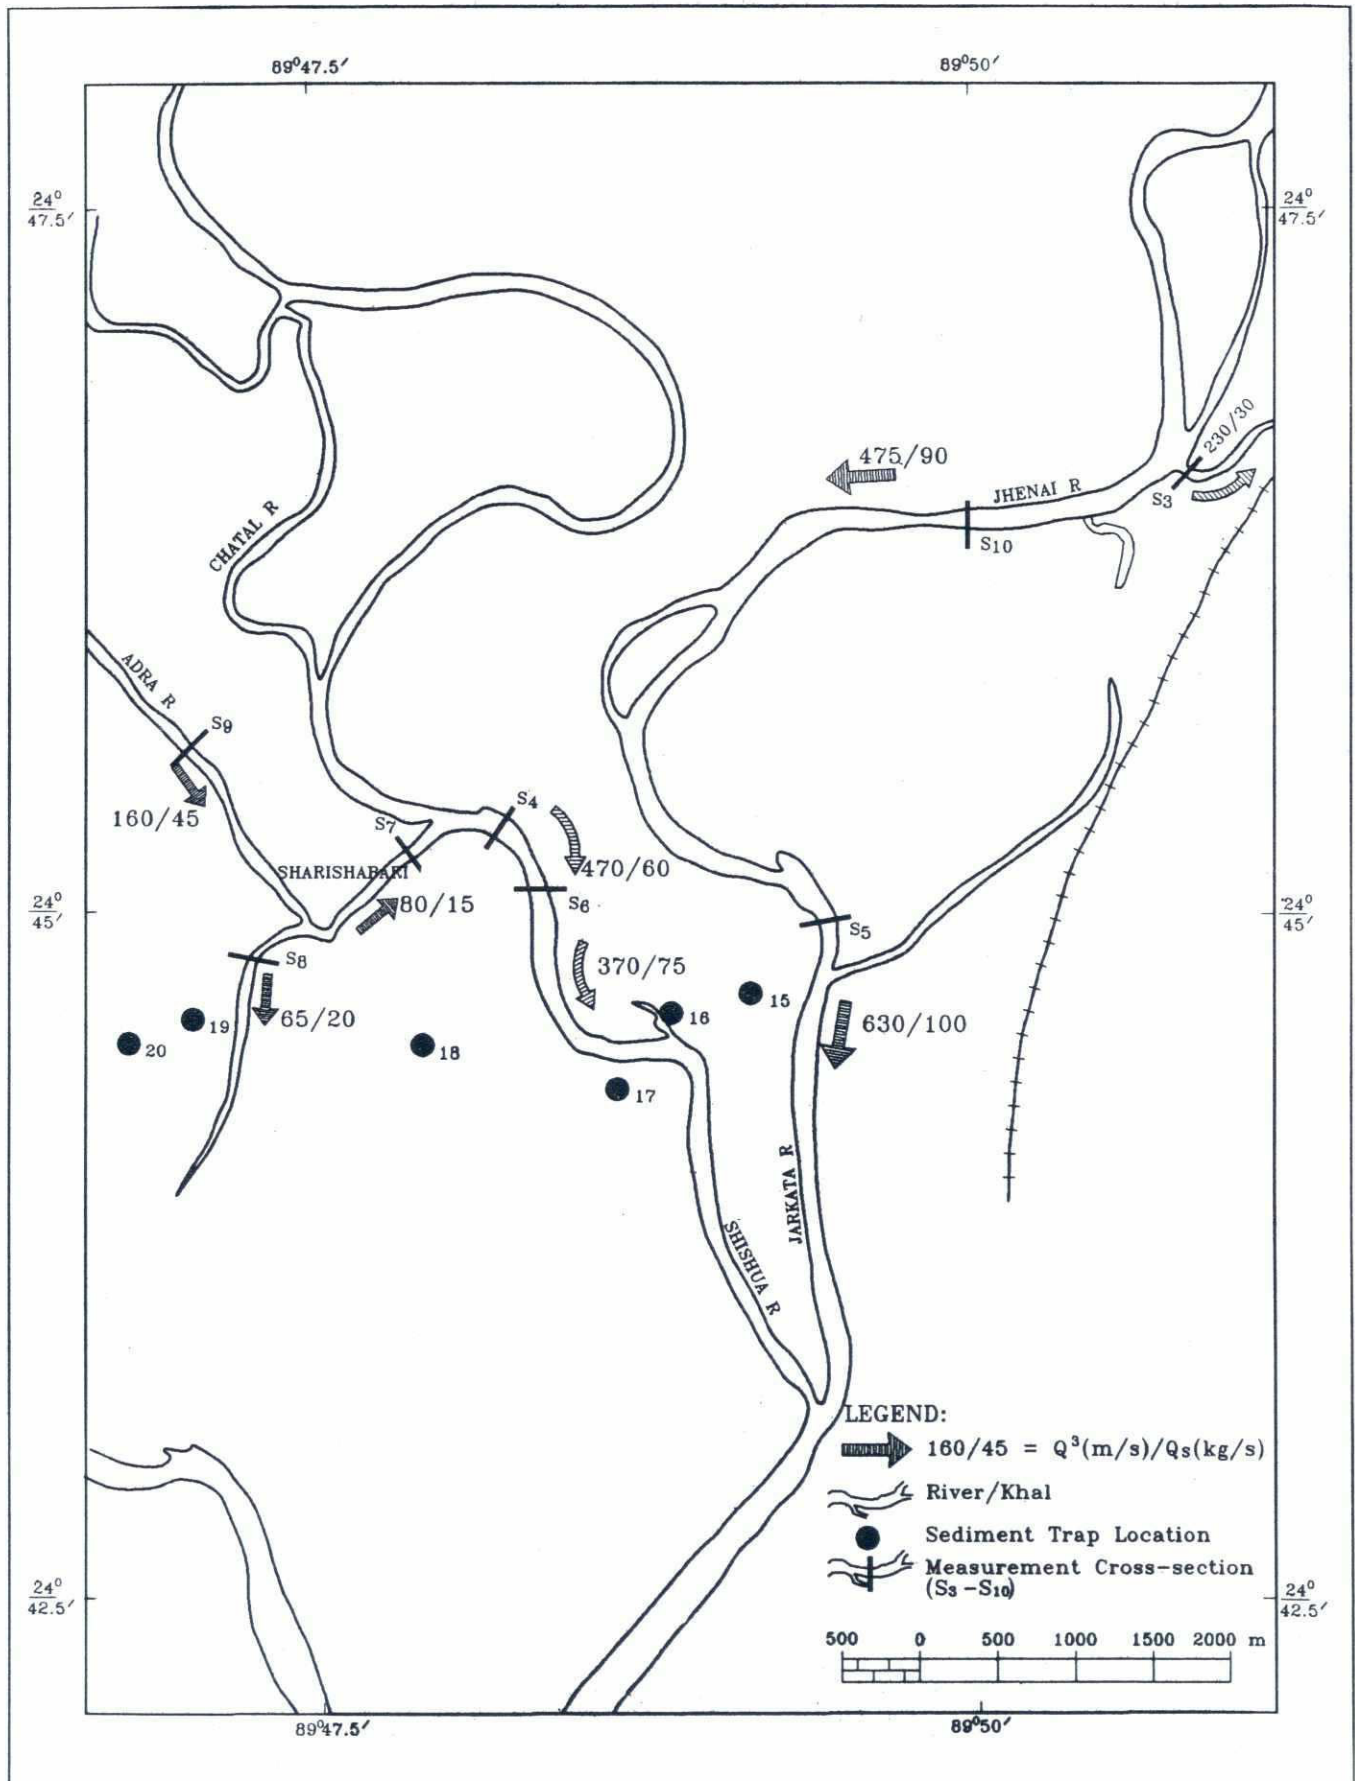 89°47.5′
89°50′
24°
47.5′
24°
47.5′
230/30
475/90
JHENAI R
S3
S10
CHATAL R
ADRA R
S9
160/45
S4
S7
470/60
SHARISHABARI
80/15
S6
24°
45′
24°
45′
S5
S8
370/75
15
16
19
65/20
630/100
20
18
17
JARKATA R
SHISHUA R
LEGEND:
160/45 = Q³(m/s)/Qs(kg/s)
River/Khal
Sediment Trap Location
Measurement Cross-section
(S3-S10)
24°
42.5′
24°
42.5′
500 0 500 1000 1500 2000 m
89°47.5′
89°50′